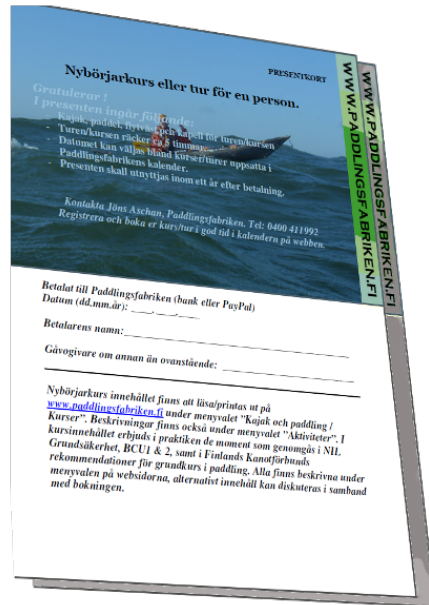 PRESENTKORT
Nybörjarkurs eller tur för en person.
Gratulerar !
I presenten ingår följande:
- Kajak, paddel, flytväst och kapell för turen/kursen
- Turen/kursen räcker ca 5 timmar.
- Datumet kan väljas bland kurser/turer uppsatta i
Paddlingsfabrikens kalender.
- Presenten skall utnyttjas inom ett år efter betalning.
Kontakta Jöns Aschan, Paddlingsfabriken. Tel: 0400 411992
Registrera och boka er kurs/tur i god tid i kalendern på webben.
WWW.PADDLINGSFABRIKEN.FI
WWW.PADDLINGSFABRIKEN.FI
Betalat till Paddlingsfabriken (bank eller PayPal)
Datum (dd.mm.år): ____.____.____
Betalarens namn:____________________
Gåvogivare om annan än ovanstående: ____________________
Nybörjarkurs innehållet finns att läsa/printas ut på
www.paddlingsfabriken.fi under menyvalet "Kajak och paddling /
Kurser". Beskrivningar finns också under menyvalet "Aktiviteter". I
kursinnehållet erbjuds i praktiken de moment som genomgås i NIL
Grundsäkerhet, BCU1 & 2, samt i Finlands Kanotförbunds
rekommendationer för grundkurs i paddling. Alla finns beskrivna under
menyvalen på websidorna, alternativt innehåll kan diskuteras i samband
med bokningen.